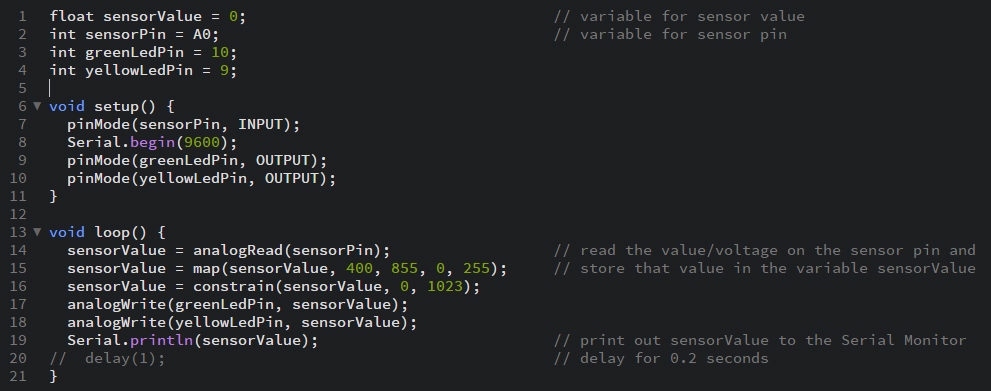 1 float sensorValue = 0; // variable for sensor value
2 int sensorPin = A0; // variable for sensor pin
3 int greenLedPin = 10;
4 int yellowLedPin = 9;
5
6 void setup() {
7 pinMode(sensorPin, INPUT);
8 Serial.begin(9600);
9 pinMode(greenLedPin, OUTPUT);
10 pinMode(yellowLedPin, OUTPUT);
11 }
12
13 void loop() {
14 sensorValue = analogRead(sensorPin); // read the value/voltage on the sensor pin and
15 sensorValue = map(sensorValue, 400, 855, 0, 255); // store that value in the variable sensorValue
16 sensorValue = constrain(sensorValue, 0, 1023);
17 analogWrite(greenLedPin, sensorValue);
18 analogWrite(yellowLedPin, sensorValue);
19 Serial.println(sensorValue); // print out sensorValue to the Serial Monitor
20 // delay(1); // delay for 0.2 seconds
21 }